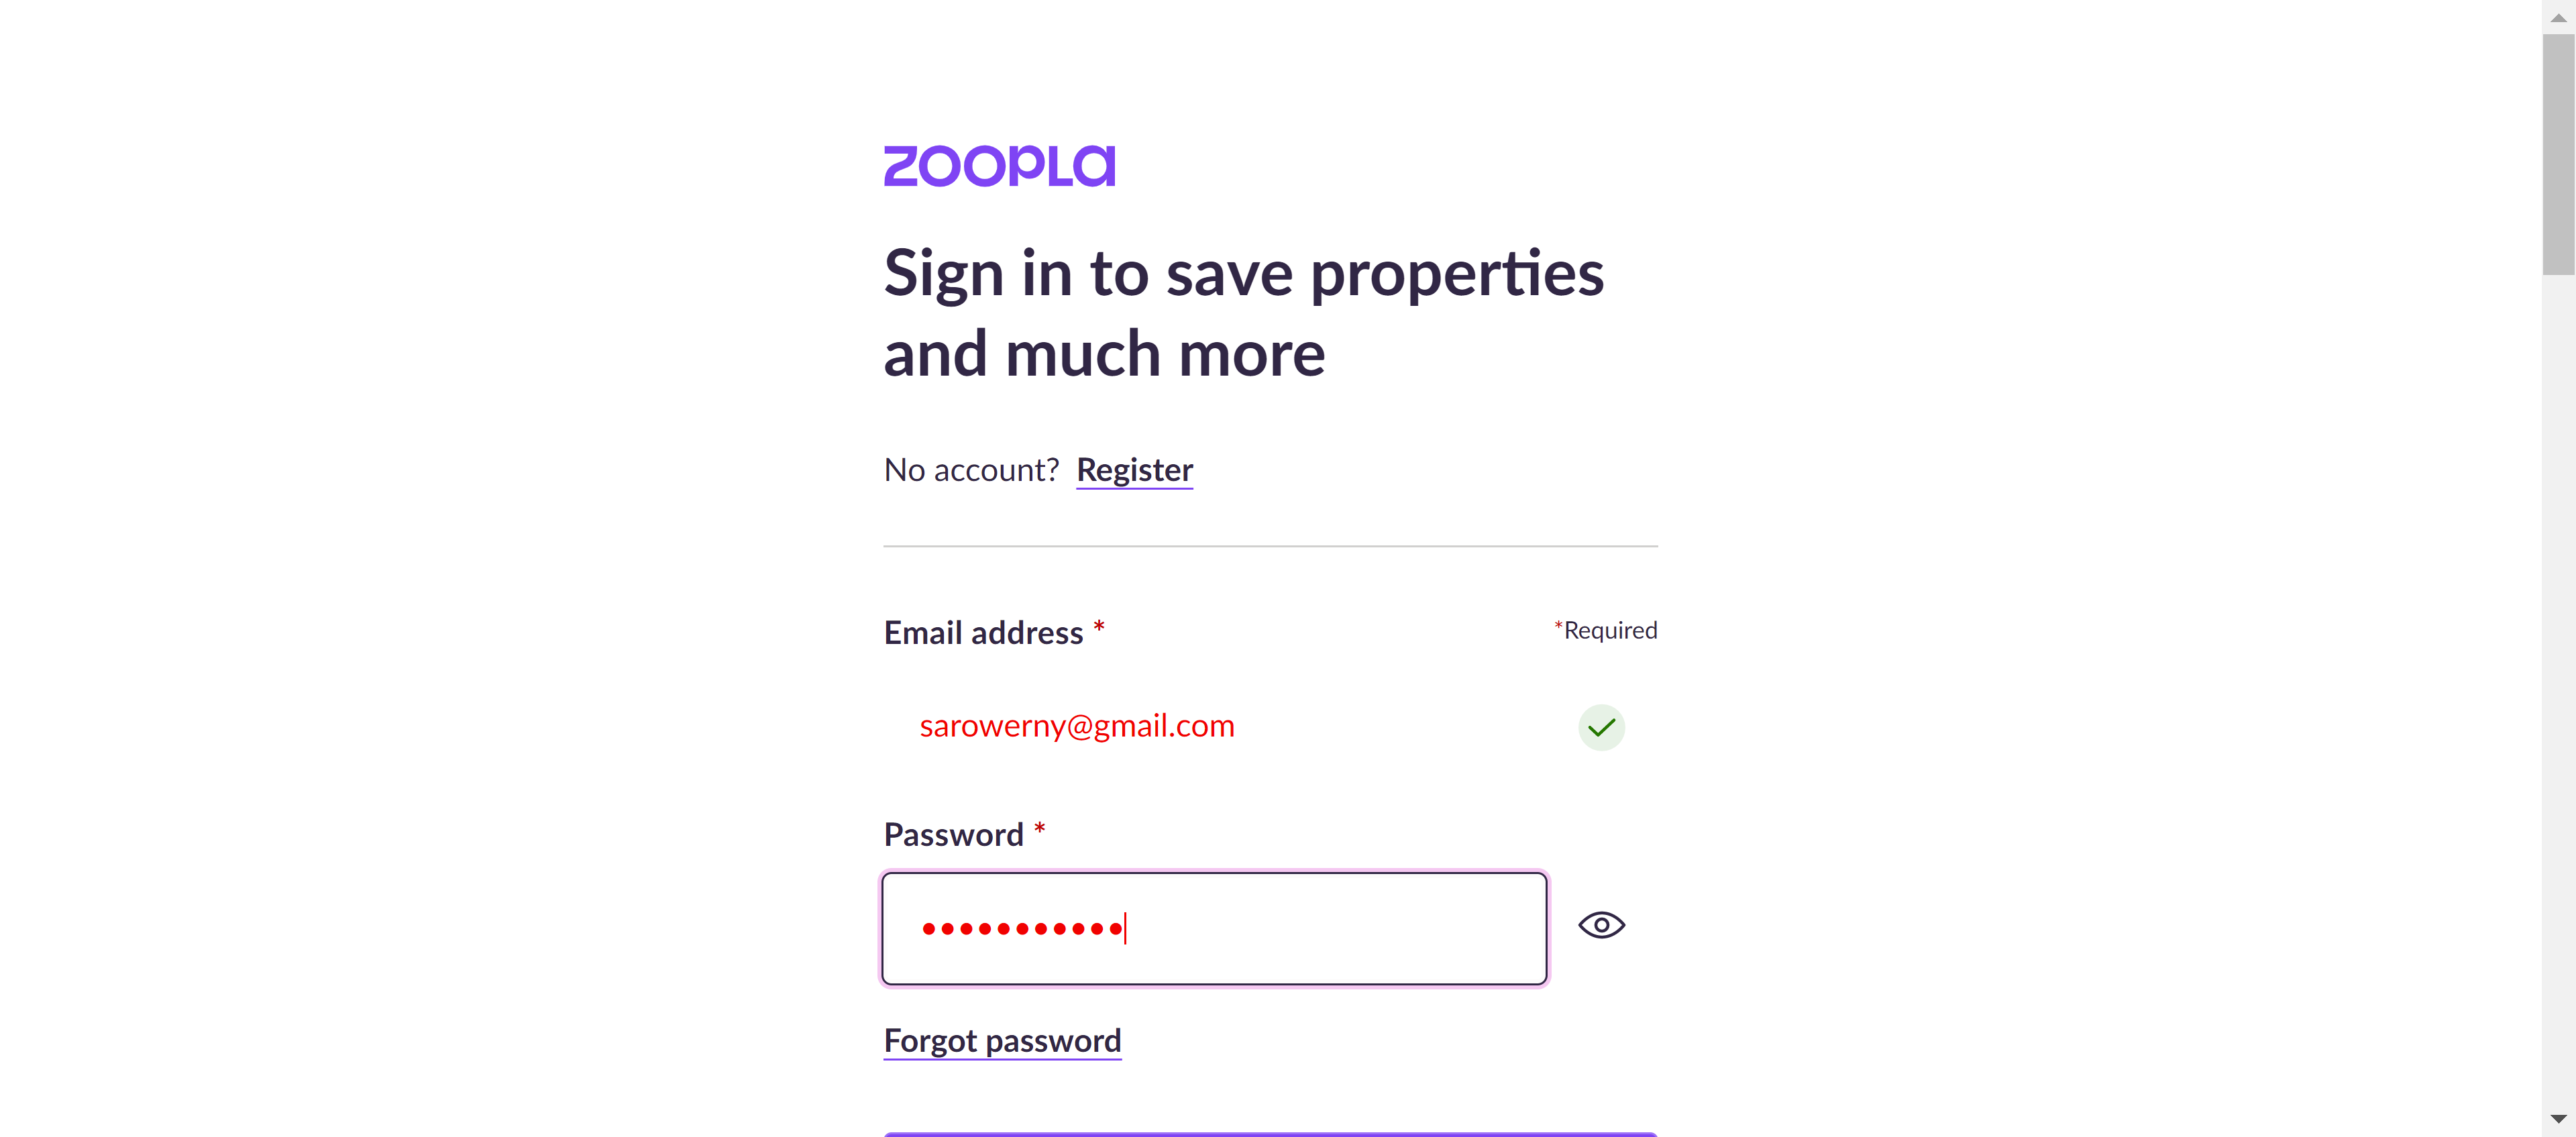 zoopla
Sign in to save properties
and much more
No account? Register
Email address * *Required
sarowerny@gmail.com
Password *
•••••••••••
Forgot password